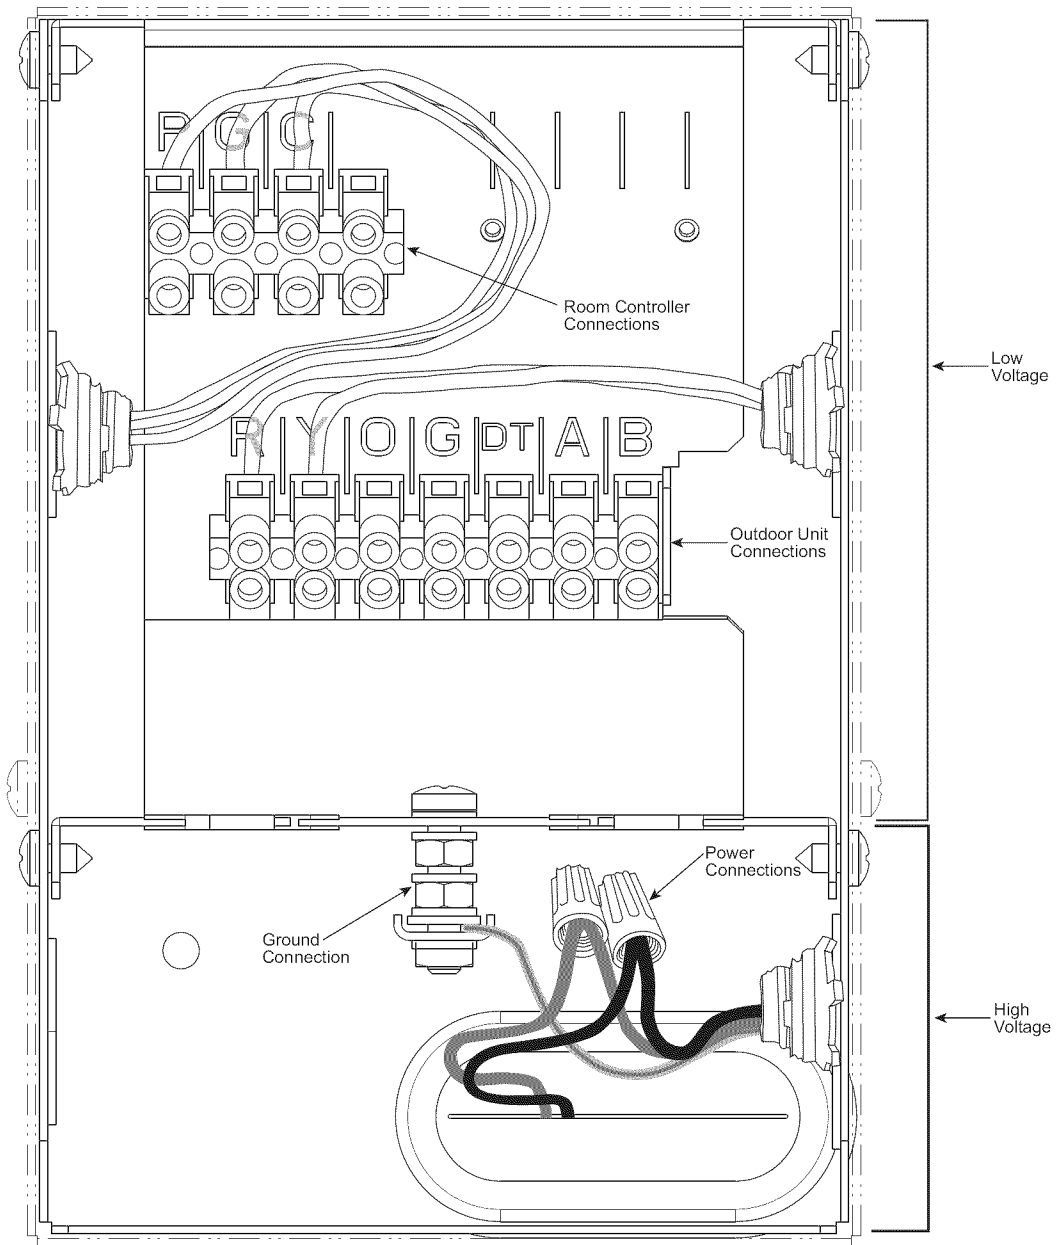 R G C
Room Controller
Connections
Low
Voltage
R Y O G DT A B
Outdoor Unit
Connections
Power
Connections
Ground
Connection
High
Voltage